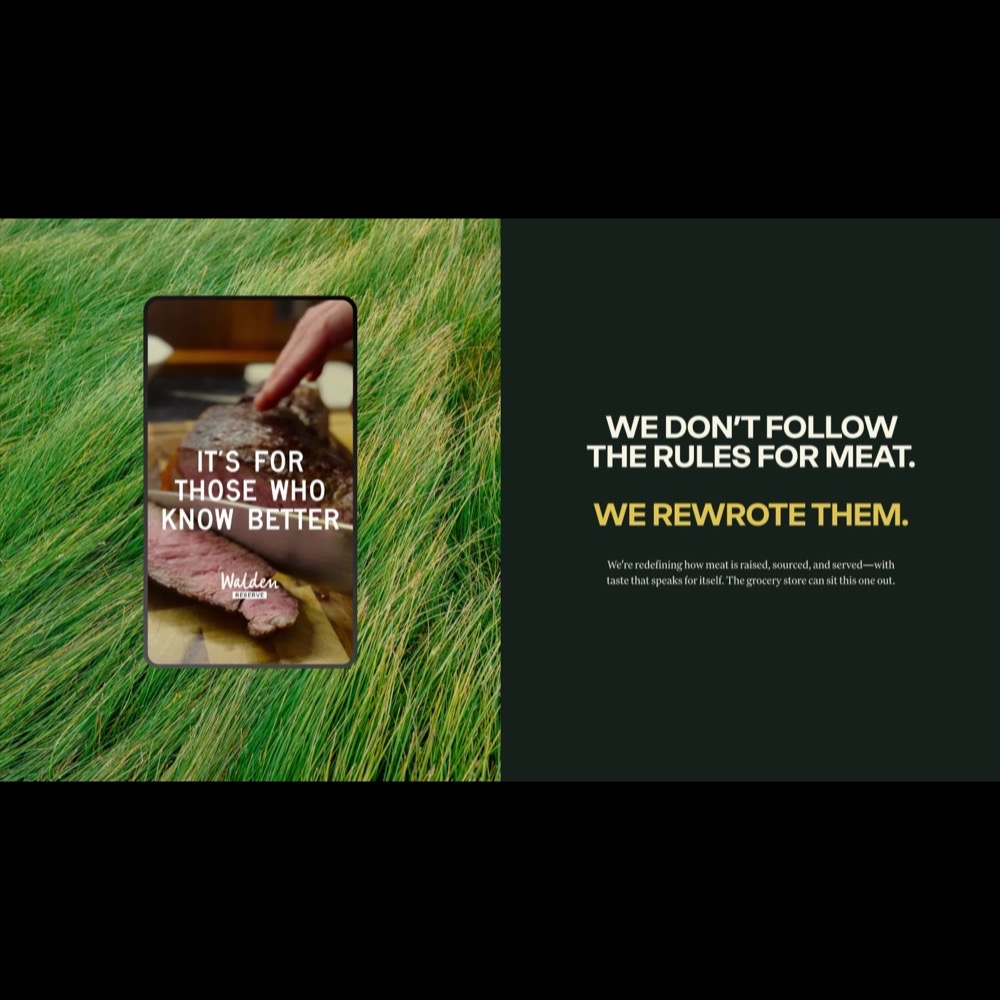 IT'S FOR
THOSE WHO
KNOW BETTER
Walden
RESERVE
WE DON'T FOLLOW
THE RULES FOR MEAT.
WE REWROTE THEM.
We're redefining how meat is raised, sourced, and served—with
taste that speaks for itself. The grocery store can sit this one out.